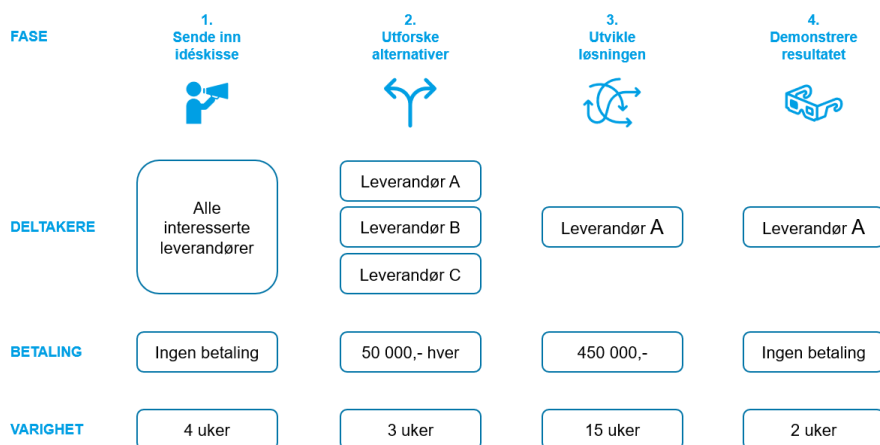 FASE
1.
Sende inn
idéskisse
2.
Utforske
alternativer
3.
Utvikle
løsningen
4.
Demonstrere
resultatet
DELTAKERE
Alle
interesserte
leverandører
Leverandør A
Leverandør B
Leverandør C
Leverandør A
Leverandør A
BETALING
Ingen betaling
50 000,- hver
450 000,-
Ingen betaling
VARIGHET
4 uker
3 uker
15 uker
2 uker